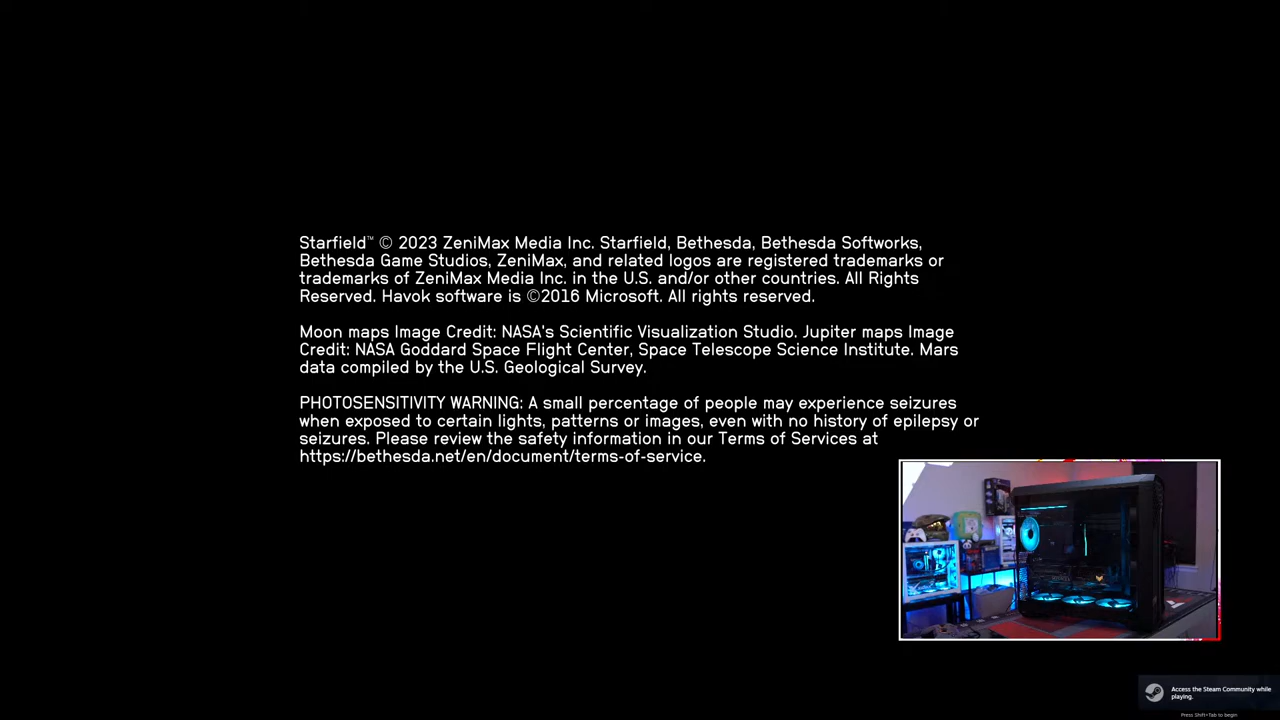 Starfield™ © 2023 ZeniMax Media Inc. Starfield, Bethesda, Bethesda Softworks,
Bethesda Game Studios, ZeniMax, and related logos are registered trademarks or
trademarks of ZeniMax Media Inc. in the U.S. and/or other countries. All Rights
Reserved. Havok software is ©2016 Microsoft. All rights reserved.
Moon maps Image Credit: NASA's Scientific Visualization Studio. Jupiter maps Image
Credit: NASA Goddard Space Flight Center, Space Telescope Science Institute. Mars
data compiled by the U.S. Geological Survey.
PHOTOSENSITIVITY WARNING: A small percentage of people may experience seizures
when exposed to certain lights, patterns or images, even with no history of epilepsy or
seizures. Please review the safety information in our Terms of Services at
https://bethesda.net/en/document/terms-of-service.
Access the Steam Community while
playing.
Press Shift+Tab to begin